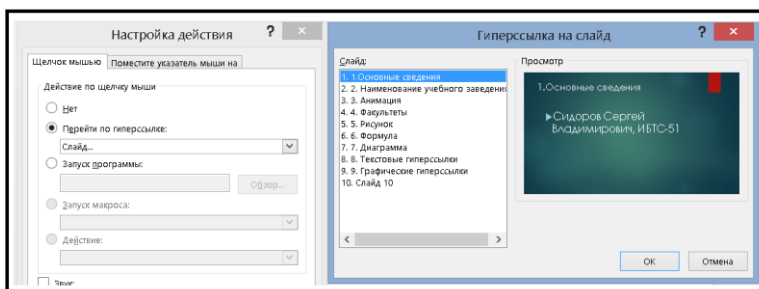 Настройка действия ? ×
Щелчок мышью Поместите указатель мыши на
Действие по щелчку мыши
Нет
Перейти по гиперссылке:
Слайд...
Запуск программы:
Обзор...
Запуск макроса:
Действие:
Звук:
Гиперссылка на слайд ? ×
Слайд:
1. 1.Основные сведения
2. 2. Наименование учебного заведени
3. 3. Анимация
4. 4. Факультеты
5. 5. Рисунок
6. 6. Формула
7. 7. Диаграмма
8. 8. Текстовые гиперссылки
9. 9. Графические гиперссылки
10. Слайд 10
Просмотр
1.Основные сведения
Сидоров Сергей
Владимирович, ИБТС-51
ОК Отмена